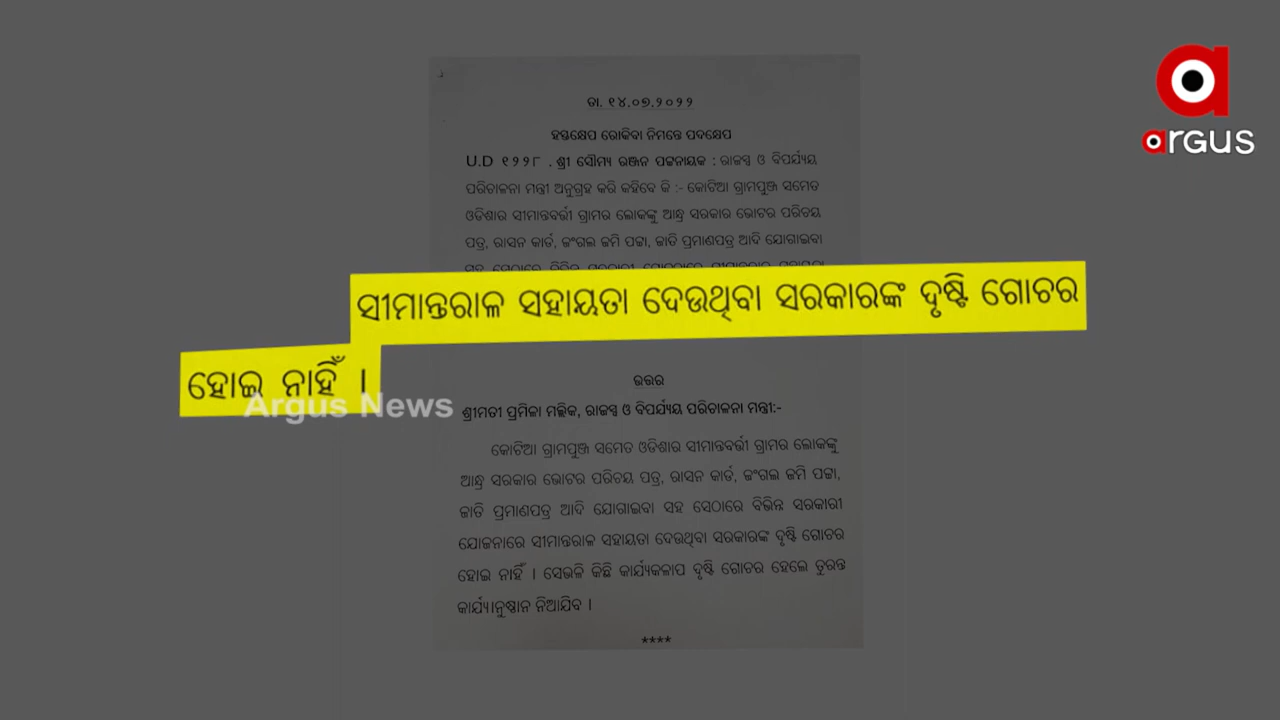 argus
ତା. ୧୪.୦୭.୨୦୨୨
ହସ୍ତକ୍ଷେପ ରୋକିବା ନିମନ୍ତେ ପଦକ୍ଷେପ
U.D ୧୨୨୮ . ଶ୍ରୀ ସୌମ୍ୟ ରଞ୍ଜନ ପଟ୍ଟନାୟକ : ରାଜସ୍ୱ ଓ ବିପର୍ଯ୍ୟୟ
ପରିଚାଳନା ମନ୍ତ୍ରୀ ଅନୁଗ୍ରହ କରି କହିବେ କି :- କୋଟିଆ ଗ୍ରାମପୁଞ୍ଜ ସମେତ
ଓଡିଶାର ସୀମାନ୍ତବର୍ତ୍ତୀ ଗ୍ରାମର ଲୋକଙ୍କୁ ଆନ୍ଧ୍ର ସରକାର ଭୋଟର ପରିଚୟ
ପତ୍ର, ରାସନ କାର୍ଡ, ଜଂଗଲ ଜମି ପଟ୍ଟା, ଜାତି ପ୍ରମାଣପତ୍ର ଆଦି ଯୋଗାଇବା
ସୀମାନ୍ତରାଳ ସହାୟତା ଦେଉଥିବା ସରକାରଙ୍କ ଦୃଷ୍ଟି ଗୋଚର
ହୋଇ ନାହିଁ ।
Argus News
ଉତ୍ତର
ଶ୍ରୀମତୀ ପ୍ରମିଳା ମଲ୍ଲିକ, ରାଜସ୍ୱ ଓ ବିପର୍ଯ୍ୟୟ ପରିଚାଳନା ମନ୍ତ୍ରୀ:-
କୋଟିଆ ଗ୍ରାମପୁଞ୍ଜ ସମେତ ଓଡିଶାର ସୀମାନ୍ତବର୍ତ୍ତୀ ଗ୍ରାମର ଲୋକଙ୍କୁ
ଆନ୍ଧ୍ର ସରକାର ଭୋଟର ପରିଚୟ ପତ୍ର, ରାସନ କାର୍ଡ, ଜଂଗଲ ଜମି ପଟ୍ଟା,
ଜାତି ପ୍ରମାଣପତ୍ର ଆଦି ଯୋଗାଇବା ସହ ସେଠାରେ ବିଭିନ୍ନ ସରକାରୀ
ଯୋଜନାରେ ସୀମାନ୍ତରାଳ ସହାୟତା ଦେଉଥିବା ସରକାରଙ୍କ ଦୃଷ୍ଟି ଗୋଚର
ହୋଇ ନାହିଁ । ସେଭଳି କିଛି କାର୍ଯ୍ୟକଳାପ ଦୃଷ୍ଟି ଗୋଚର ହେଲେ ତୁରନ୍ତ
କାର୍ଯ୍ୟାନୁଷ୍ଠାନ ନିଆଯିବ ।
****